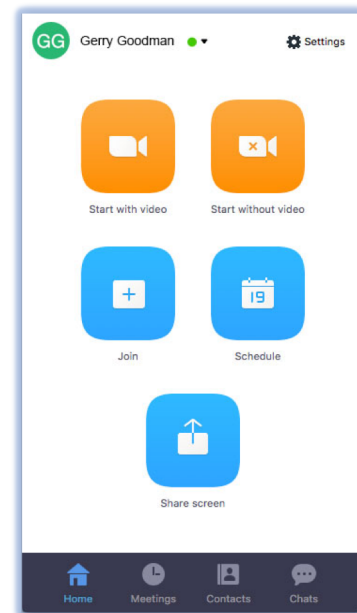 GG Gerry Goodman Settings
Start with video Start without video
19
Join Schedule
Share screen
Home Meetings Contacts Chats